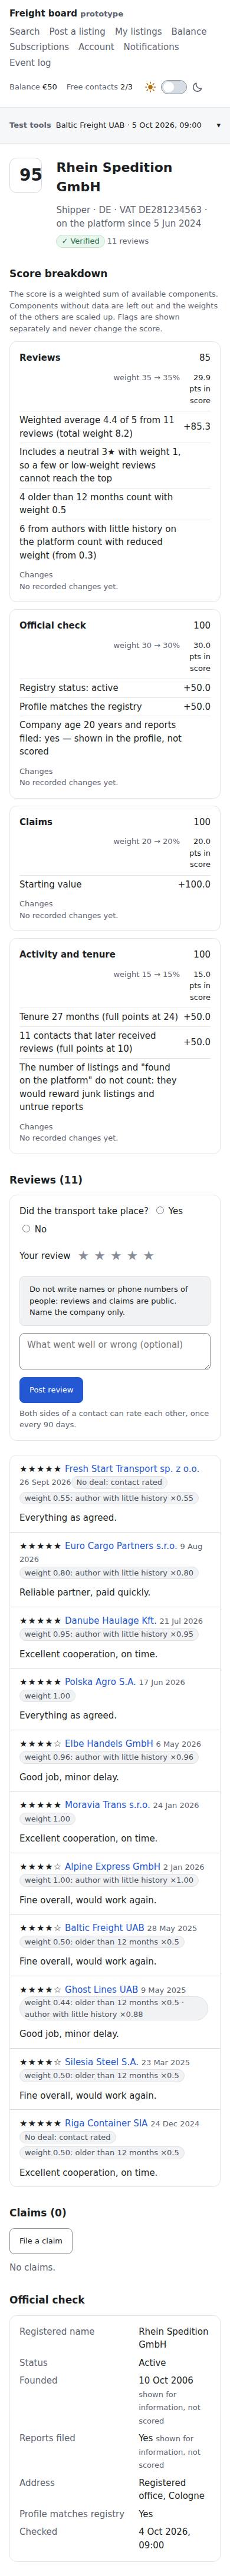 Freight board prototype
Search Post a listing My listings Balance
Subscriptions Account Notifications
Event log
Balance €50 Free contacts 2/3
Test tools Baltic Freight UAB · 5 Oct 2026, 09:00
95
Rhein Spedition
GmbH
Shipper · DE · VAT DE281234563 ·
on the platform since 5 Jun 2024
✓ Verified 11 reviews
Score breakdown
The score is a weighted sum of available components.
Components without data are left out and the weights
of the others are scaled up. Flags are shown
separately and never change the score.
Reviews 85
weight 35 → 35% 29.9
pts in
score
Weighted average 4.4 of 5 from 11
reviews (total weight 8.2) +85.3
Includes a neutral 3★ with weight 1,
so a few or low-weight reviews
cannot reach the top
4 older than 12 months count with
weight 0.5
6 from authors with little history on
the platform count with reduced
weight (from 0.3)
Changes
No recorded changes yet.
Official check 100
weight 30 → 30% 30.0
pts in
score
Registry status: active +50.0
Profile matches the registry +50.0
Company age 20 years and reports
filed: yes — shown in the profile, not
scored
Changes
No recorded changes yet.
Claims 100
weight 20 → 20% 20.0
pts in
score
Starting value +100.0
Changes
No recorded changes yet.
Activity and tenure 100
weight 15 → 15% 15.0
pts in
score
Tenure 27 months (full points at 24) +50.0
11 contacts that later received
reviews (full points at 10) +50.0
The number of listings and "found
on the platform" do not count: they
would reward junk listings and
untrue reports
Changes
No recorded changes yet.
Reviews (11)
Did the transport take place? Yes
No
Your review ★ ★ ★ ★ ★
Do not write names or phone numbers of
people: reviews and claims are public.
Name the company only.
What went well or wrong (optional)
Post review
Both sides of a contact can rate each other, once
every 90 days.
★★★★★ Fresh Start Transport sp. z o.o.
26 Sept 2026 No deal: contact rated
weight 0.55: author with little history ×0.55
Everything as agreed.
★★★★★ Euro Cargo Partners s.r.o. 9 Aug
2026
weight 0.80: author with little history ×0.80
Reliable partner, paid quickly.
★★★★★ Danube Haulage Kft. 21 Jul 2026
weight 0.95: author with little history ×0.95
Excellent cooperation, on time.
★★★★★ Polska Agro S.A. 17 Jun 2026
weight 1.00
Everything as agreed.
★★★★☆ Elbe Handels GmbH 6 May 2026
weight 0.96: author with little history ×0.96
Good job, minor delay.
★★★★★ Moravia Trans s.r.o. 24 Jan 2026
weight 1.00
Excellent cooperation, on time.
★★★★☆ Alpine Express GmbH 2 Jan 2026
weight 1.00: author with little history ×1.00
Fine overall, would work again.
★★★★☆ Baltic Freight UAB 28 May 2025
weight 0.50: older than 12 months ×0.5
Fine overall, would work again.
★★★★☆ Ghost Lines UAB 9 May 2025
weight 0.44: older than 12 months ×0.5 ·
author with little history ×0.88
Good job, minor delay.
★★★★☆ Silesia Steel S.A. 23 Mar 2025
weight 0.50: older than 12 months ×0.5
Fine overall, would work again.
★★★★★ Riga Container SIA 24 Dec 2024
No deal: contact rated
weight 0.50: older than 12 months ×0.5
Excellent cooperation, on time.
Claims (0)
File a claim
No claims.
Official check
Registered name Rhein Spedition
GmbH
Status Active
Founded 10 Oct 2006
shown for
information, not
scored
Reports filed Yes shown for
information, not
scored
Address Registered
office, Cologne
Profile matches registry Yes
Checked 4 Oct 2026,
09:00